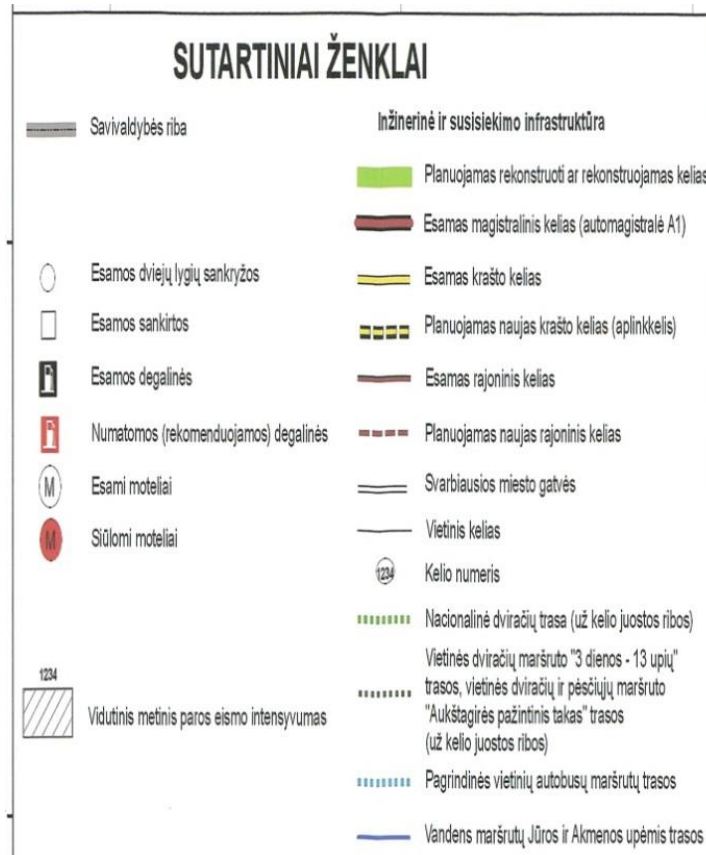 SUTARTINIAI ŽENKLAI
Savivaldybės riba
Esamos dviejų lygių sankryžos
Esamos sankirtos
Esamos degalinės
Numatomos (rekomenduojamos) degalinės
M
Esami moteliai
M
Siūlomi moteliai
1234
Vidutinis metinis paros eismo intensyvumas
Inžinerinė ir susisiekimo infrastruktūra
Planuojamas rekonstruoti ar rekonstruojamas kelias
Esamas magistralinis kelias (automagistralė A1)
Esamas krašto kelias
Planuojamas naujas krašto kelias (aplinkkelis)
Esamas rajoninis kelias
Planuojamas naujas rajoninis kelias
Svarbiausios miesto gatvės
Vietinis kelias
1234
Kelio numeris
Nacionalinė dviračių trasa (už kelio juostos ribos)
Vietinės dviračių maršruto "3 dienos - 13 upių"
trasos, vietinės dviračių ir pėsčiųjų maršruto
"Aukštagirės pažintinis takas" trasos
(už kelio juostos ribos)
Pagrindinės vietinių autobusų maršrutų trasos
Vandens maršrutų Jūros ir Akmenos upėmis trasos